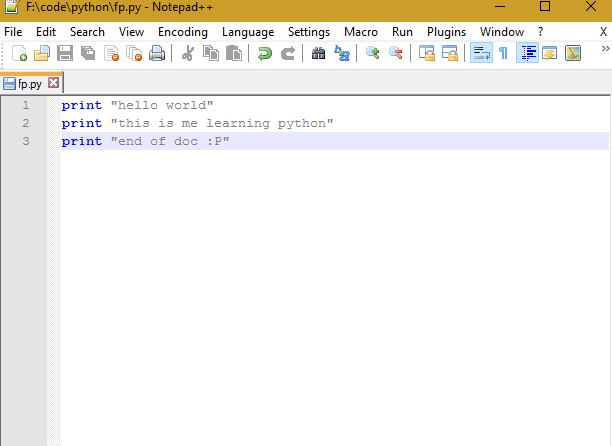 F:\code\python\fp.py - Notepad++
File Edit Search View Encoding Language Settings Macro Run Plugins Window ? X
fp.py
1 print "hello world"
2 print "this is me learning python"
3 print "end of doc :P"